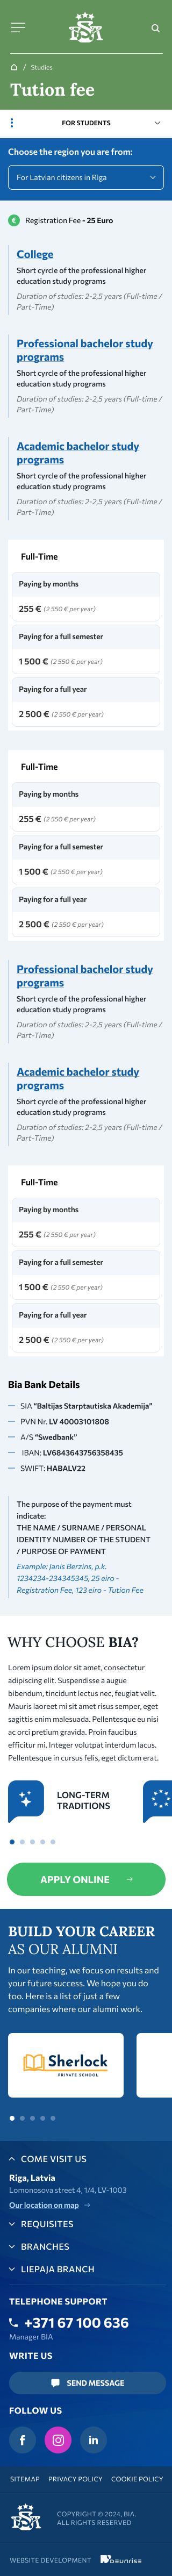 / Studies
Tution fee
FOR STUDENTS
Choose the region you are from:
For Latvian citizens in Riga
€ Registration Fee - 25 Euro
College
Short cyrcle of the professional higher
education study programs
Duration of studies: 2-2,5 years (Full-time /
Part-Time)
Professional bachelor study
programs
Short cyrcle of the professional higher
education study programs
Duration of studies: 2-2,5 years (Full-time /
Part-Time)
Academic bachelor study
programs
Short cyrcle of the professional higher
education study programs
Duration of studies: 2-2,5 years (Full-time /
Part-Time)
Full-Time
Paying by months
255 € (2 550 € per year)
Paying for a full semester
1 500 € (2 550 € per year)
Paying for a full year
2 500 € (2 550 € per year)
Full-Time
Paying by months
255 € (2 550 € per year)
Paying for a full semester
1 500 € (2 550 € per year)
Paying for a full year
2 500 € (2 550 € per year)
Professional bachelor study
programs
Short cyrcle of the professional higher
education study programs
Duration of studies: 2-2,5 years (Full-time /
Part-Time)
Academic bachelor study
programs
Short cyrcle of the professional higher
education study programs
Duration of studies: 2-2,5 years (Full-time /
Part-Time)
Full-Time
Paying by months
255 € (2 550 € per year)
Paying for a full semester
1 500 € (2 550 € per year)
Paying for a full year
2 500 € (2 550 € per year)
Bia Bank Details
SIA "Baltijas Starptautiska Akademija"
PVN Nr. LV 40003101808
A/S "Swedbank"
IBAN: LV6843643756358435
SWIFT: HABALV22
The purpose of the payment must
indicate:
THE NAME / SURNAME / PERSONAL
IDENTITY NUMBER OF THE STUDENT
/ PURPOSE OF PAYMENT
Example: Janis Berzins, p.k.
1234234-234345345, 25 eiro -
Registration Fee, 123 eiro - Tution Fee
WHY CHOOSE BIA?
Lorem ipsum dolor sit amet, consectetur
adipiscing elit. Suspendisse a augue
bibendum, tincidunt lectus nec, feugiat velit.
Mauris laoreet mi sit amet risus semper, eget
sagittis enim malesuada. Pellentesque eu nisi
ac orci pretium gravida. Proin faucibus
efficitur mi. Integer volutpat interdum lacus.
Pellentesque in cursus felis, eget dictum erat.
LONG-TERM
TRADITIONS
APPLY ONLINE
BUILD YOUR CAREER
AS OUR ALUMNI
In our teaching, we focus on results and
your future success. We hope you do
too. Here is a list of just a few
companies where our alumni work.
Sherlock
PRIVATE SCHOOL
COME VISIT US
Riga, Latvia
Lomonosova street 4, 1/4, LV-1003
Our location on map
REQUISITES
BRANCHES
LIEPAJA BRANCH
TELEPHONE SUPPORT
+371 67 100 636
Manager BIA
WRITE US
SEND MESSAGE
FOLLOW US
SITEMAP PRIVACY POLICY COOKIE POLICY
COPYRIGHT © 2024, BIA.
ALL RIGHTS RESERVED
WEBSITE DEVELOPMENT